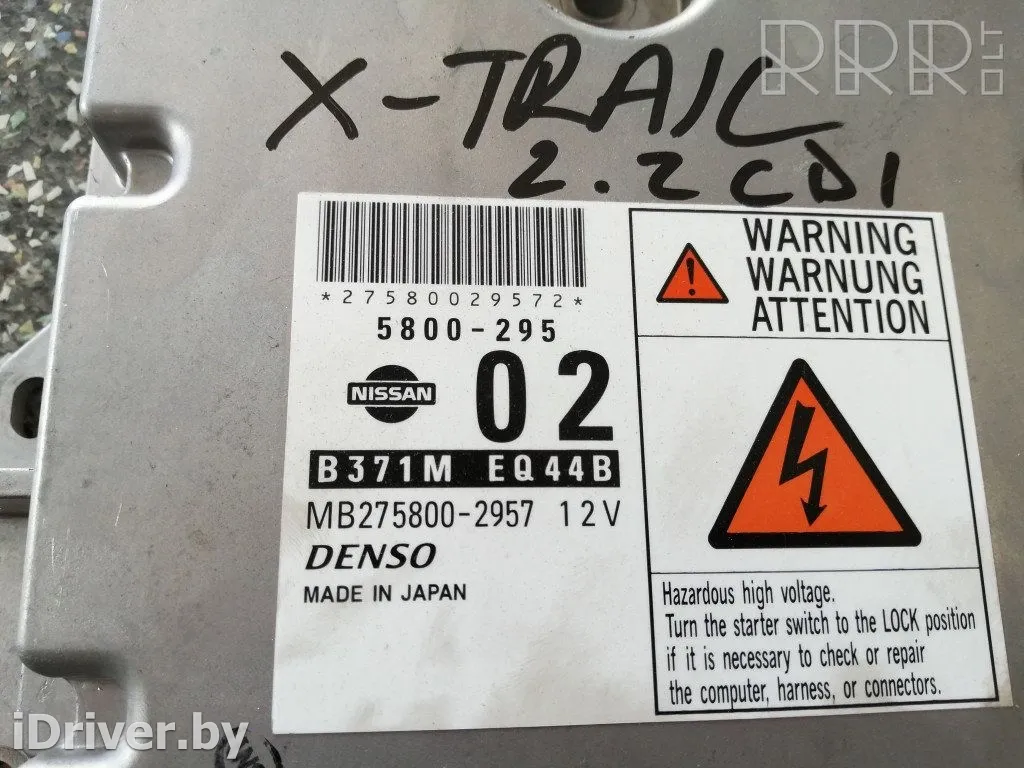 RRR.LT
X-TRAIL
2.2 CDI
*27580029572*
5800-295
NISSAN
02
B371M EQ44B
MB275800-2957 12V
DENSO
MADE IN JAPAN
WARNING
WARNUNG
ATTENTION
Hazardous high voltage.
Turn the starter switch to the LOCK position
if it is necessary to check or repair
the computer, harness, or connectors.
iDriver.by